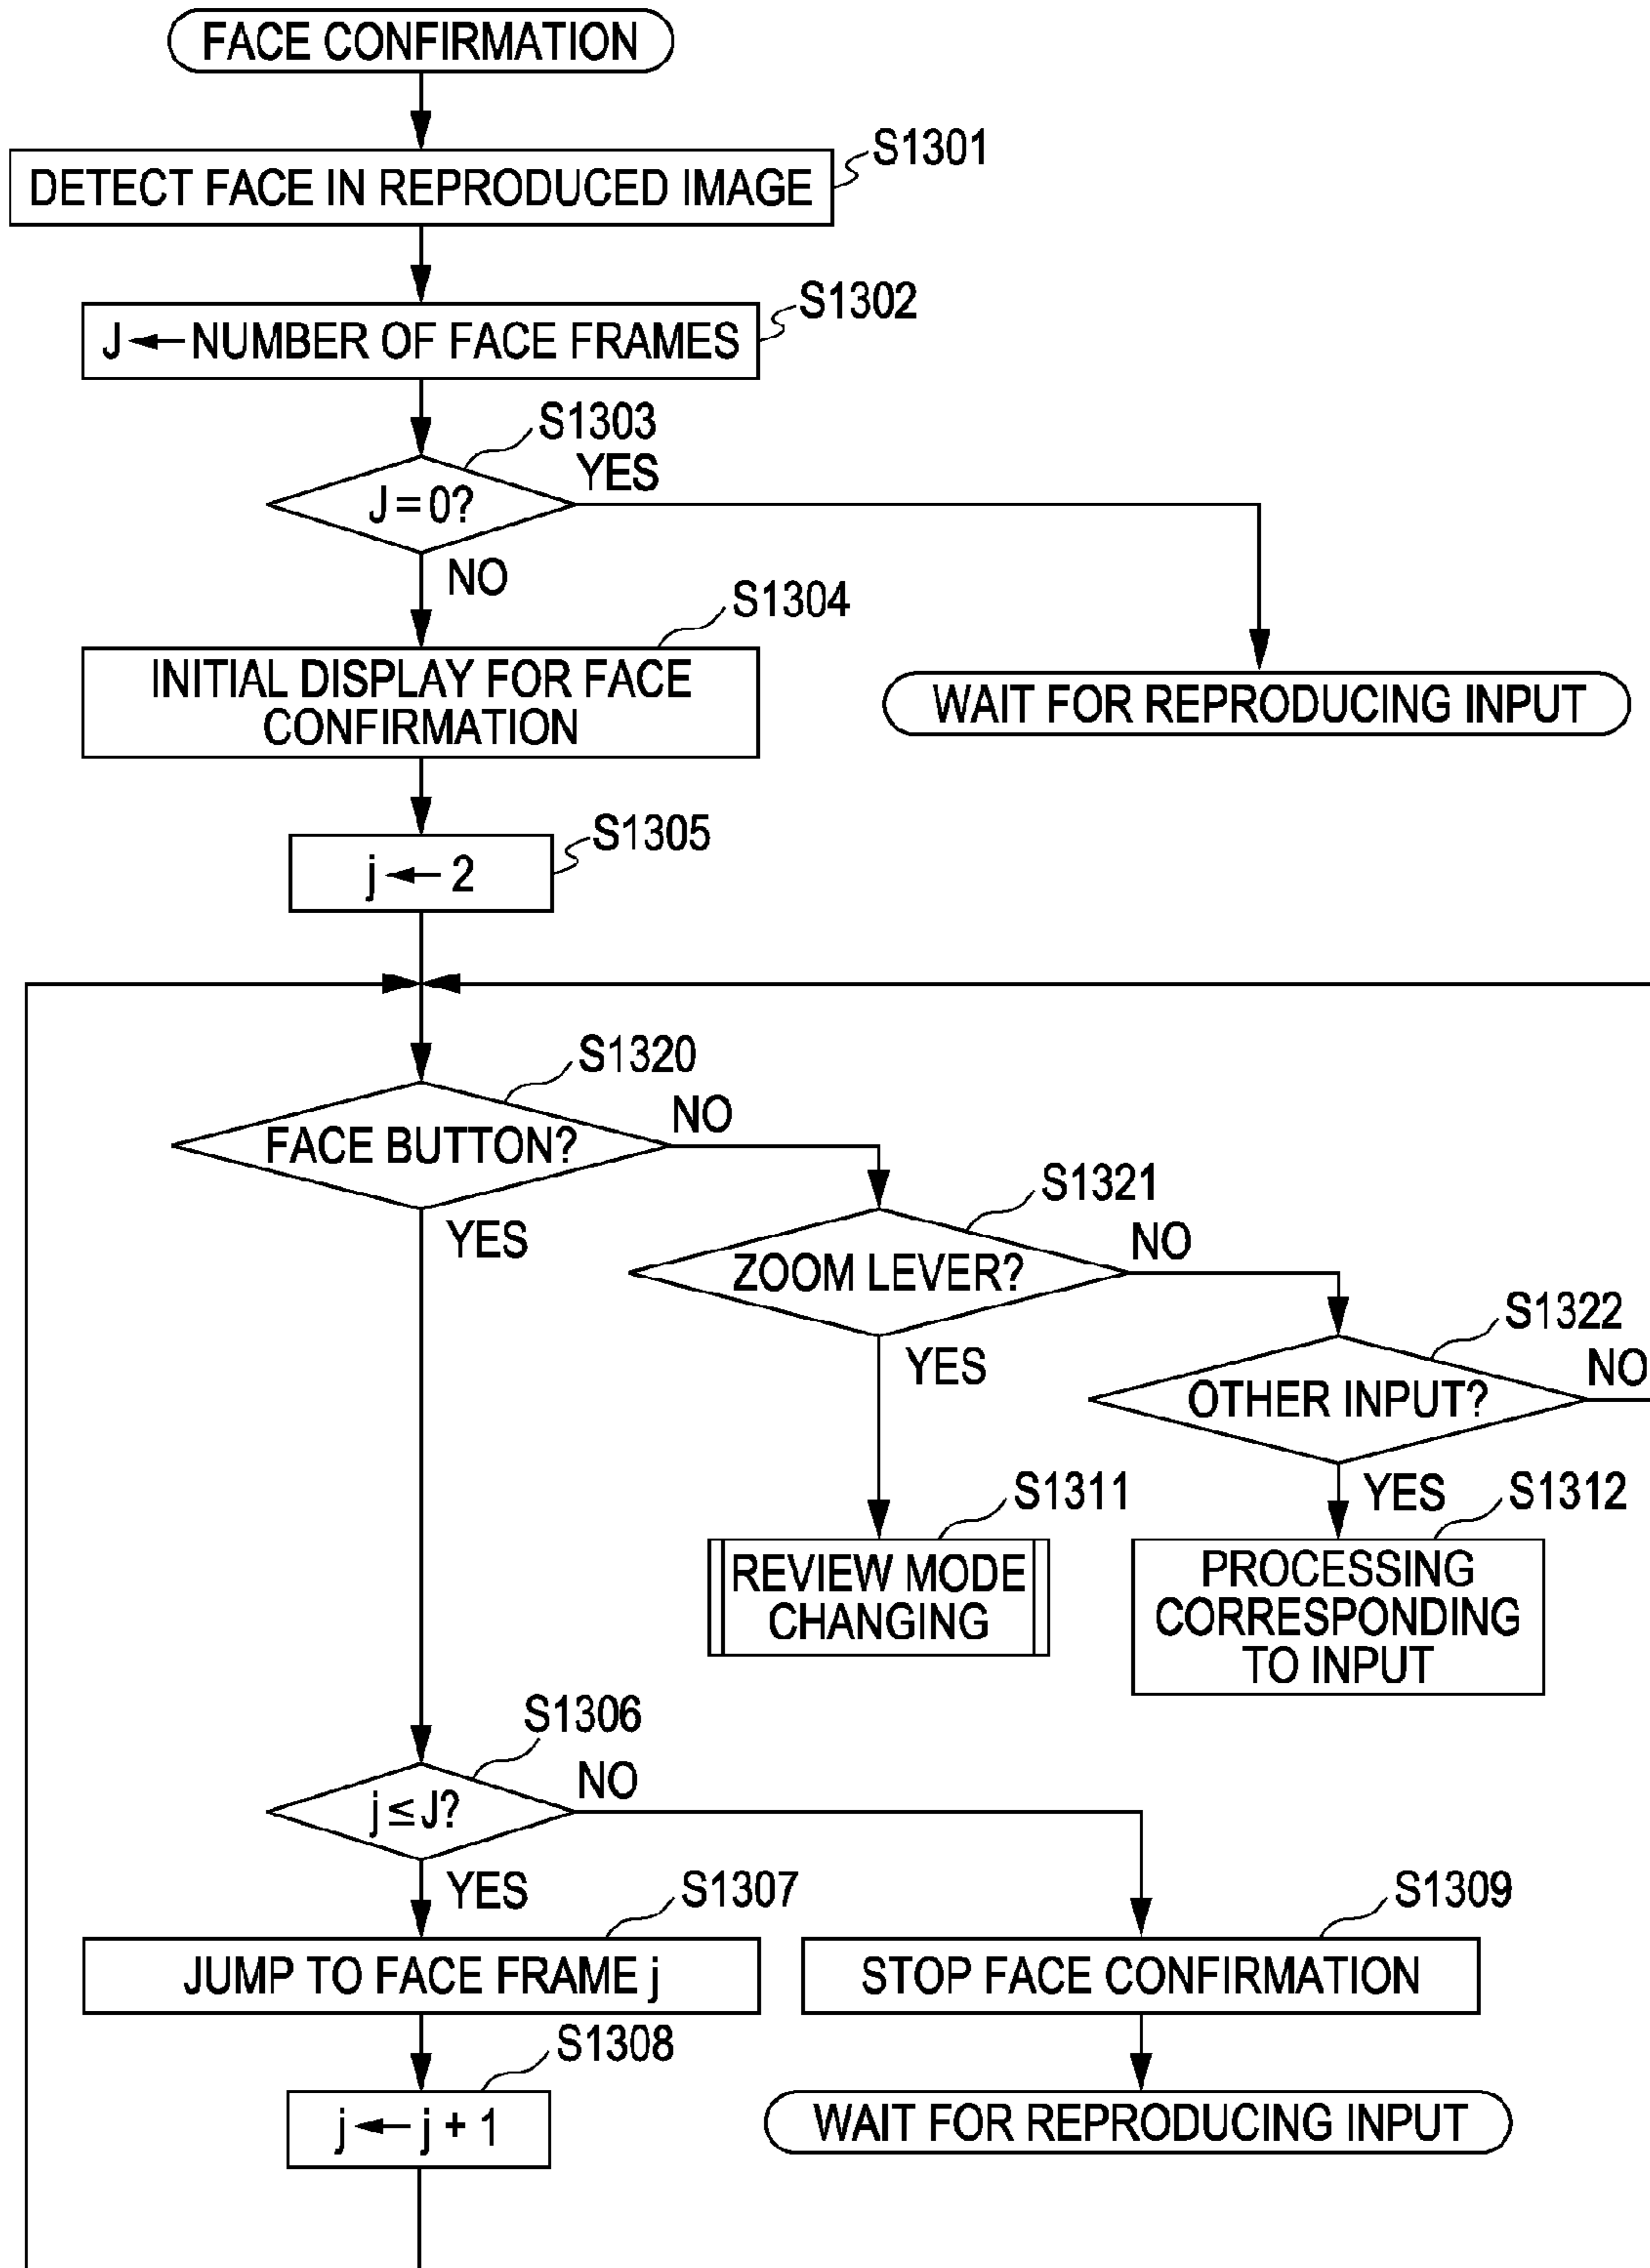 FACE CONFIRMATION
S1301
DETECT FACE IN REPRODUCED IMAGE
S1302
J ← NUMBER OF FACE FRAMES
S1303
YES
J = 0?
NO
S1304
INITIAL DISPLAY FOR FACE
CONFIRMATION
WAIT FOR REPRODUCING INPUT
S1305
j ← 2
S1320
NO
FACE BUTTON?
YES
S1321
NO
ZOOM LEVER?
YES
S1322
NO
OTHER INPUT?
YES
S1311
REVIEW MODE
CHANGING
S1312
PROCESSING
CORRESPONDING
TO INPUT
S1306
NO
j ≤ J?
YES
S1307
JUMP TO FACE FRAME j
S1309
STOP FACE CONFIRMATION
S1308
j ← j + 1
WAIT FOR REPRODUCING INPUT